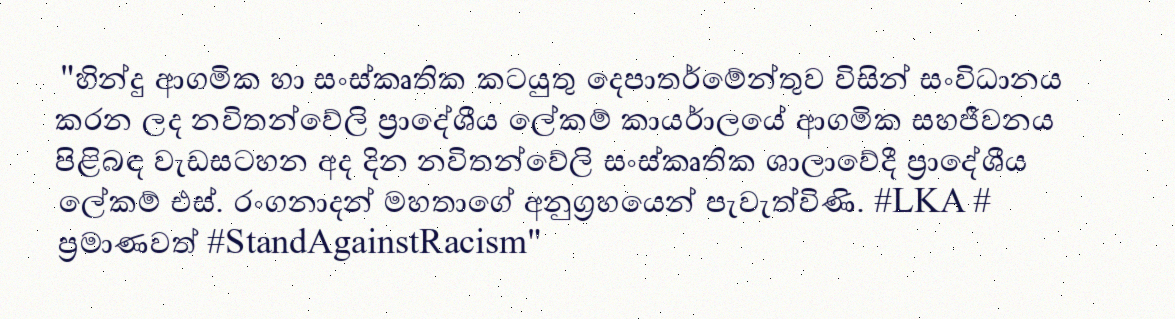 "හින්දු ආගමික හා සංස්කෘතික කටයුතු දෙපාතර්මේන්තුව විසින් සංවිධානය
කරන ලද නවිතන්වේලි ප්‍රාදේශීය ලේකම් කායර්ාලයේ ආගමික සහජීවනය
පිළිබඳ වැඩසටහන අද දින නවිතන්වේලි සංස්කෘතික ශාලාවේදී ප්‍රාදේශීය
ලේකම් එස්. රංගනාදන් මහතාගේ අනුග්‍රහයෙන් පැවැත්විණි. #LKA #
ප්‍රමාණවත් #StandAgainstRacism"